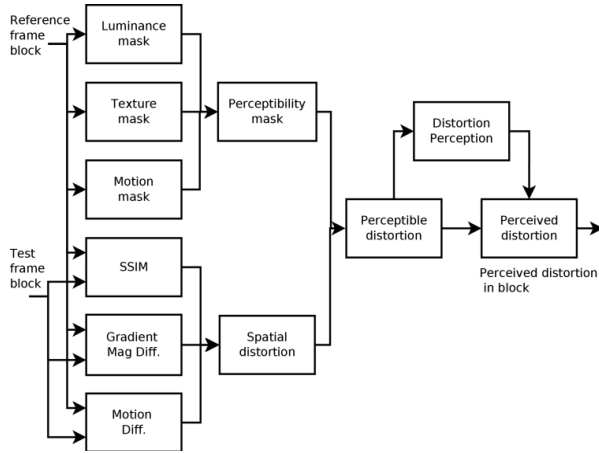 Reference
frame
block
Luminance
mask
Texture
mask
Perceptibility
mask
Distortion
Perception
Motion
mask
Perceptible
distortion
Perceived
distortion
Test
frame
block
SSIM
Perceived distortion
in block
Gradient
Mag Diff.
Spatial
distortion
Motion
Diff.